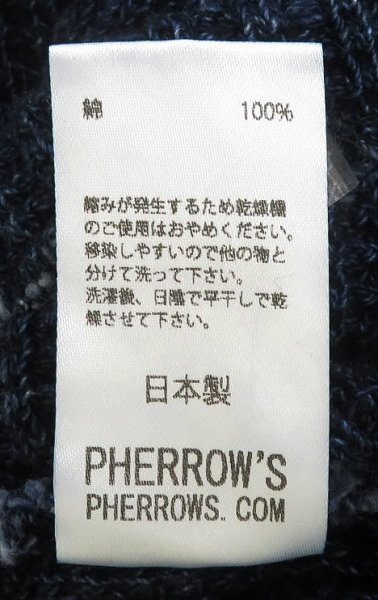 綿 100%
縮みが発生するため乾燥機
のご使用はおやめください。
移染しやすいので他の物と
分けて洗って下さい。
洗濯後、日陰で平干しで乾
燥させて下さい。
日本製
PHERROW'S
PHERROWS. COM